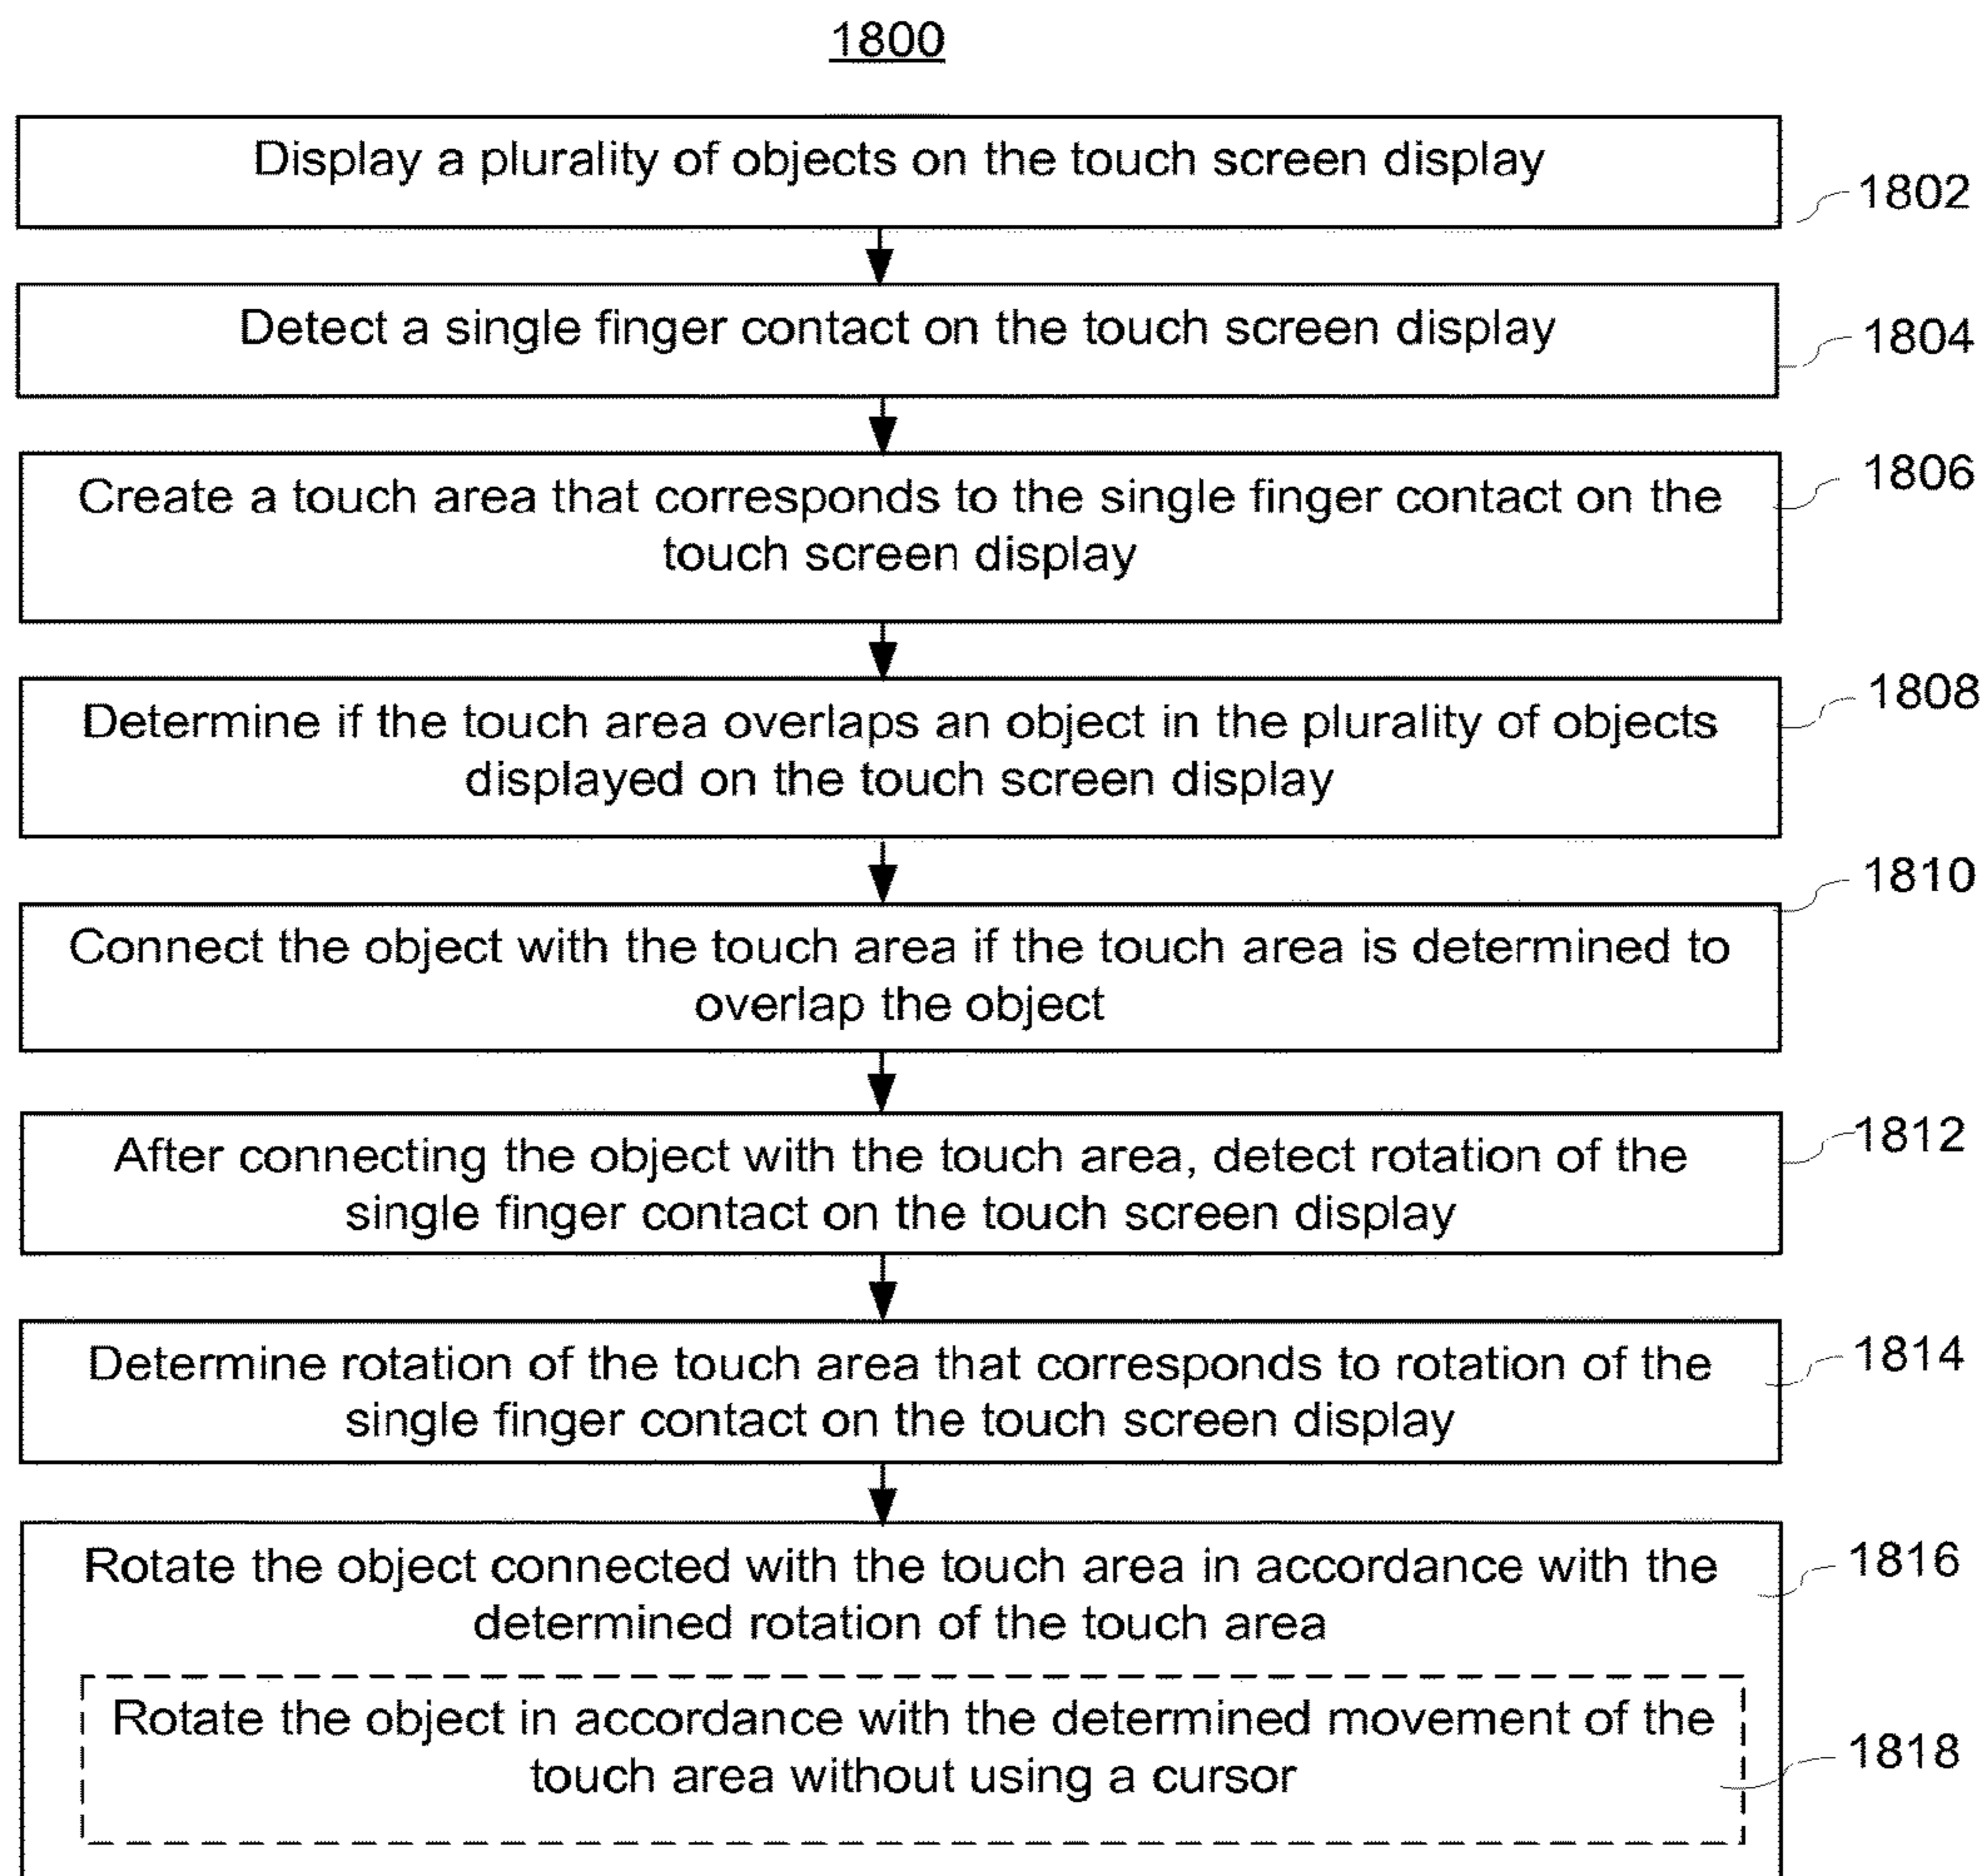 1800
Display a plurality of objects on the touch screen display
1802
Detect a single finger contact on the touch screen display
1804
Create a touch area that corresponds to the single finger contact on the
touch screen display
1806
Determine if the touch area overlaps an object in the plurality of objects
displayed on the touch screen display
1808
Connect the object with the touch area if the touch area is determined to
overlap the object
1810
After connecting the object with the touch area, detect rotation of the
single finger contact on the touch screen display
1812
Determine rotation of the touch area that corresponds to rotation of the
single finger contact on the touch screen display
1814
Rotate the object connected with the touch area in accordance with the
determined rotation of the touch area
1816
Rotate the object in accordance with the determined movement of the
touch area without using a cursor
1818